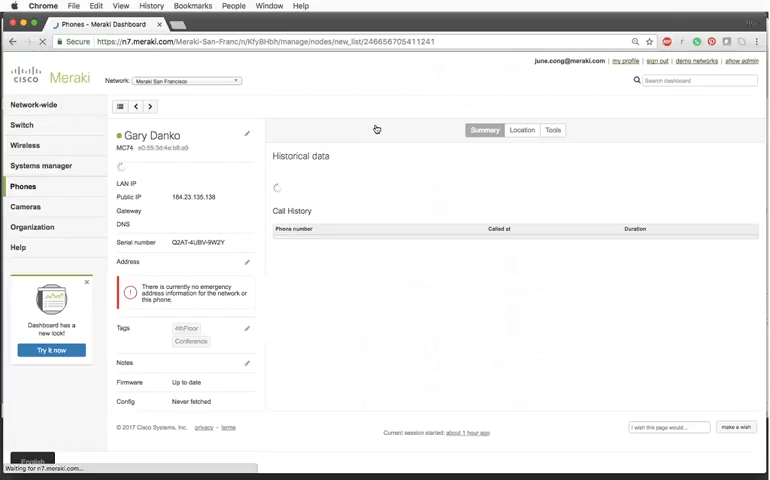 Chrome File Edit View History Bookmarks People Window Help
Phones - Meraki Dashboard
Secure https://n7.meraki.com/Meraki-San-Franc/n/KfyBHbh/manage/nodes/new_list/246656705411241
june.cong@meraki.com my profile sign out demo networks show admin
cisco Meraki
Network: Meraki San Francisco
Search dashboard
Network-wide
Switch
Wireless
Systems manager
Phones
Cameras
Organization
Help
Dashboard has a
new look!
Try it now
English
Gary Danko
MC74 e0:55:3d:4e:b8:a9
LAN IP
Public IP 184.23.135.138
Gateway
DNS
Serial number Q2AT-4UBV-9W2Y
Address
There is currently no emergency
address information for the network or
this phone.
Tags 4thFloor
Conference
Notes
Firmware Up to date
Config Never fetched
Summary Location Tools
Historical data
Call History
Phone number Called at Duration
© 2017 Cisco Systems, Inc. privacy - terms
Current session started: about 1 hour ago
I wish this page would...
make a wish
Waiting for n7.meraki.com...